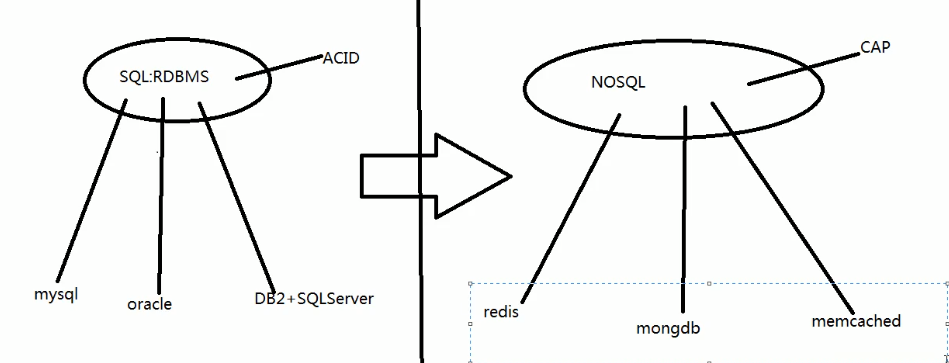 SQL:RDBMS
ACID
mysql
oracle
DB2+SQLServer
NOSQL
CAP
redis
mongdb
memcached